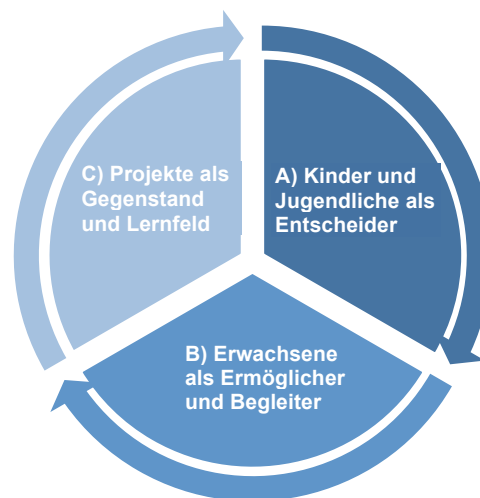 A) Kinder und
Jugendliche als
Entscheider
B) Erwachsene
als Ermöglicher
und Begleiter
C) Projekte als
Gegenstand
und Lernfeld